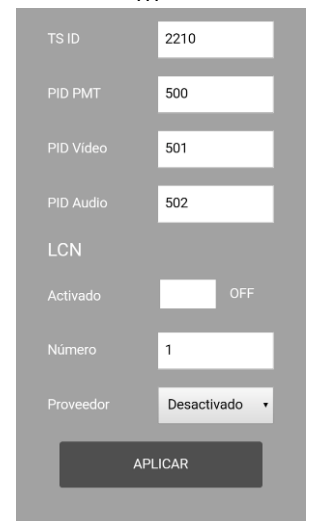 TS ID 2210
PID PMT 500
PID Vídeo 501
PID Audio 502
LCN
Activado OFF
Número 1
Proveedor Desactivado
APLICAR